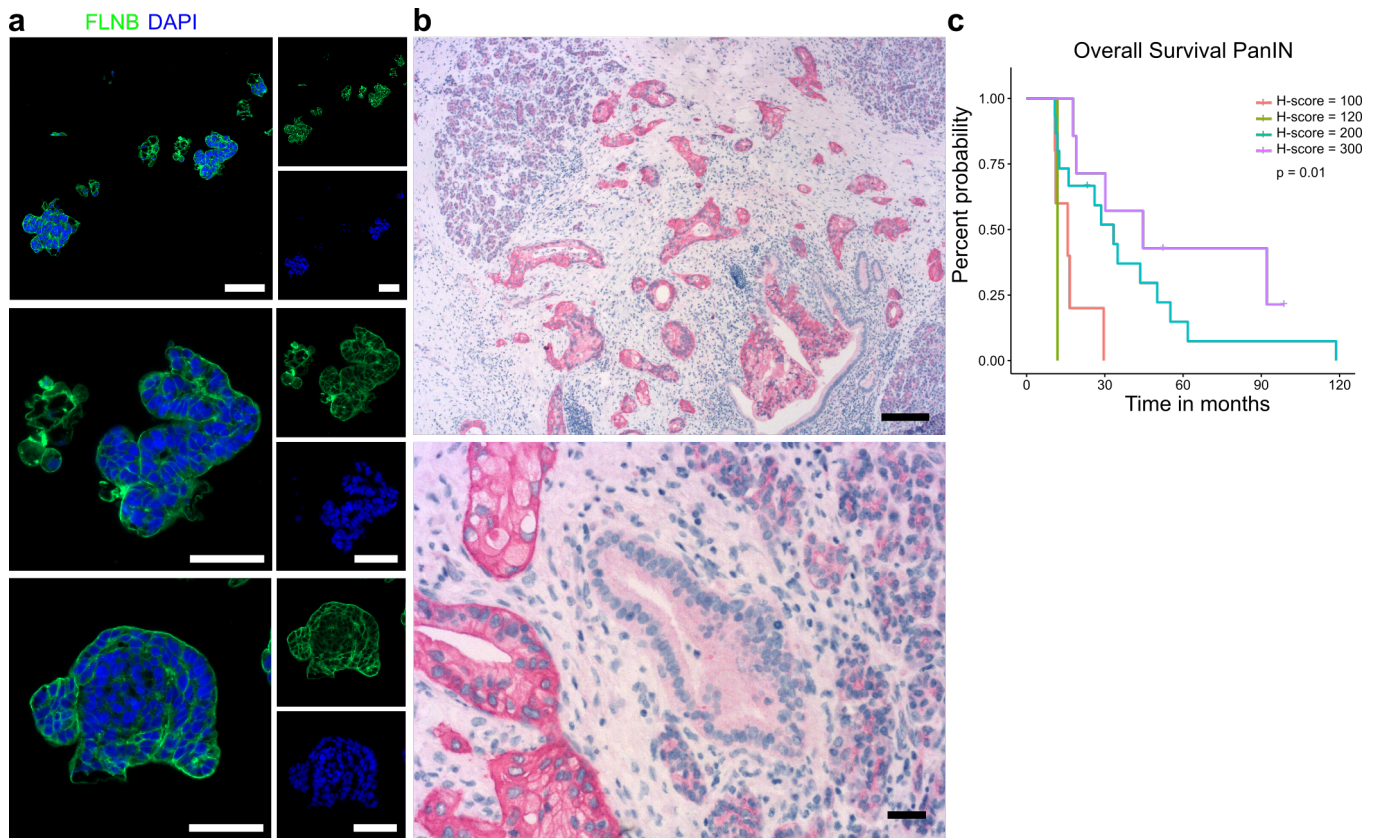 a
FLNB DAPI
b
c
Overall Survival PanIN
Percent probability
1.00
0.75
0.50
0.25
0.00
H-score = 100
H-score = 120
H-score = 200
H-score = 300
p = 0.01
0 30 60 90 120
Time in months